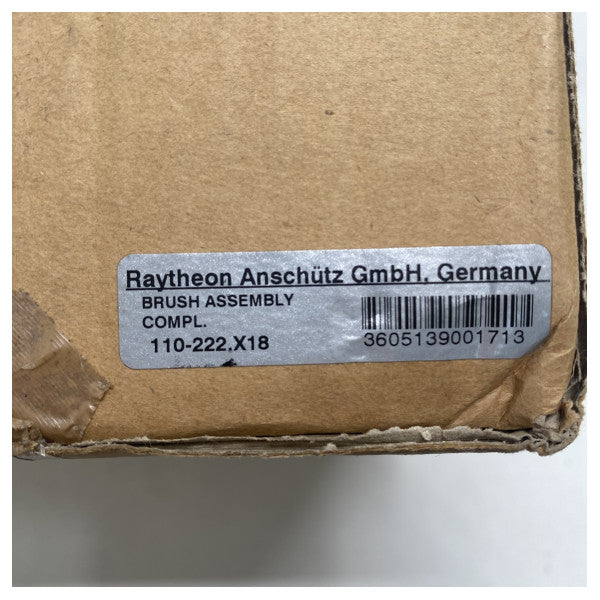 Raytheon Anschütz GmbH, Germany
BRUSH ASSEMBLY
COMPL.
110-222.X18
3605139001713